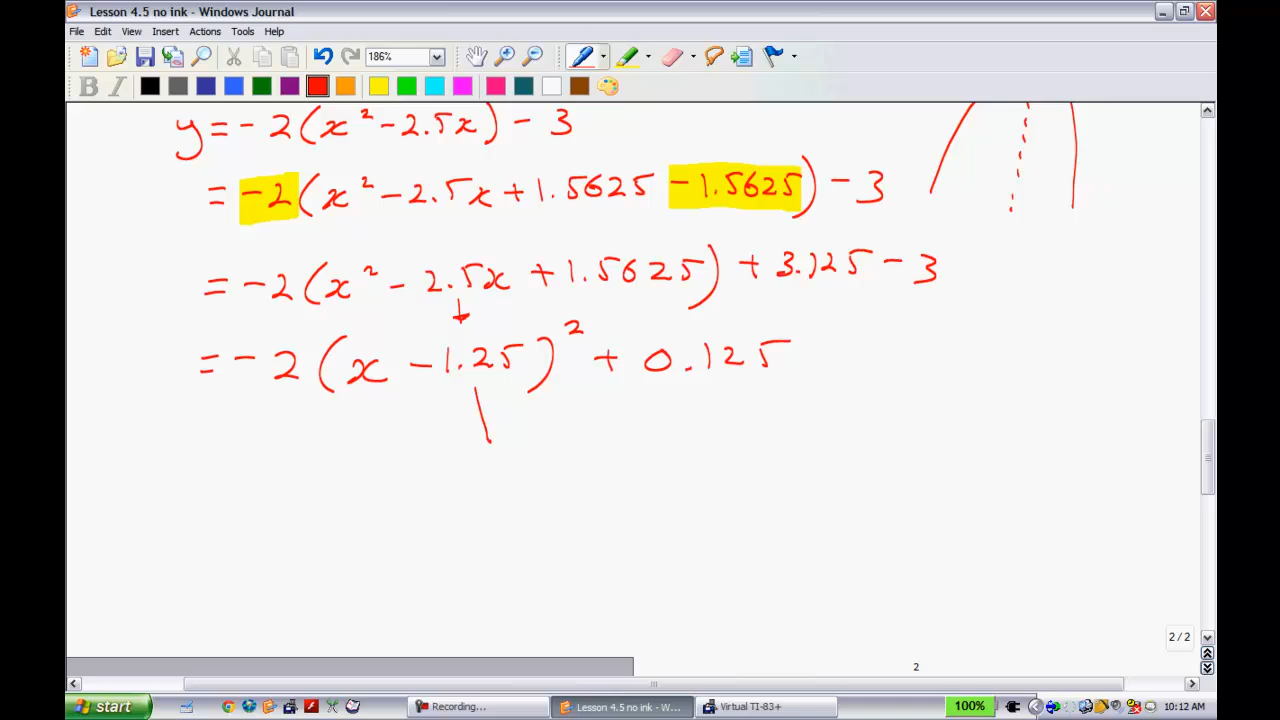 Lesson 4.5 no ink - Windows Journal
File Edit View Insert Actions Tools Help
186%
B I
y = -2(x² - 2.5x) - 3
= -2(x² - 2.5x + 1.5625 - 1.5625) - 3
= -2(x² - 2.5x + 1.5625) + 3.125 - 3
= -2(x - 1.25)² + 0.125
2/2
2
start Recording... Lesson 4.5 no ink - W... Virtual TI-83+ 100% 10:12 AM